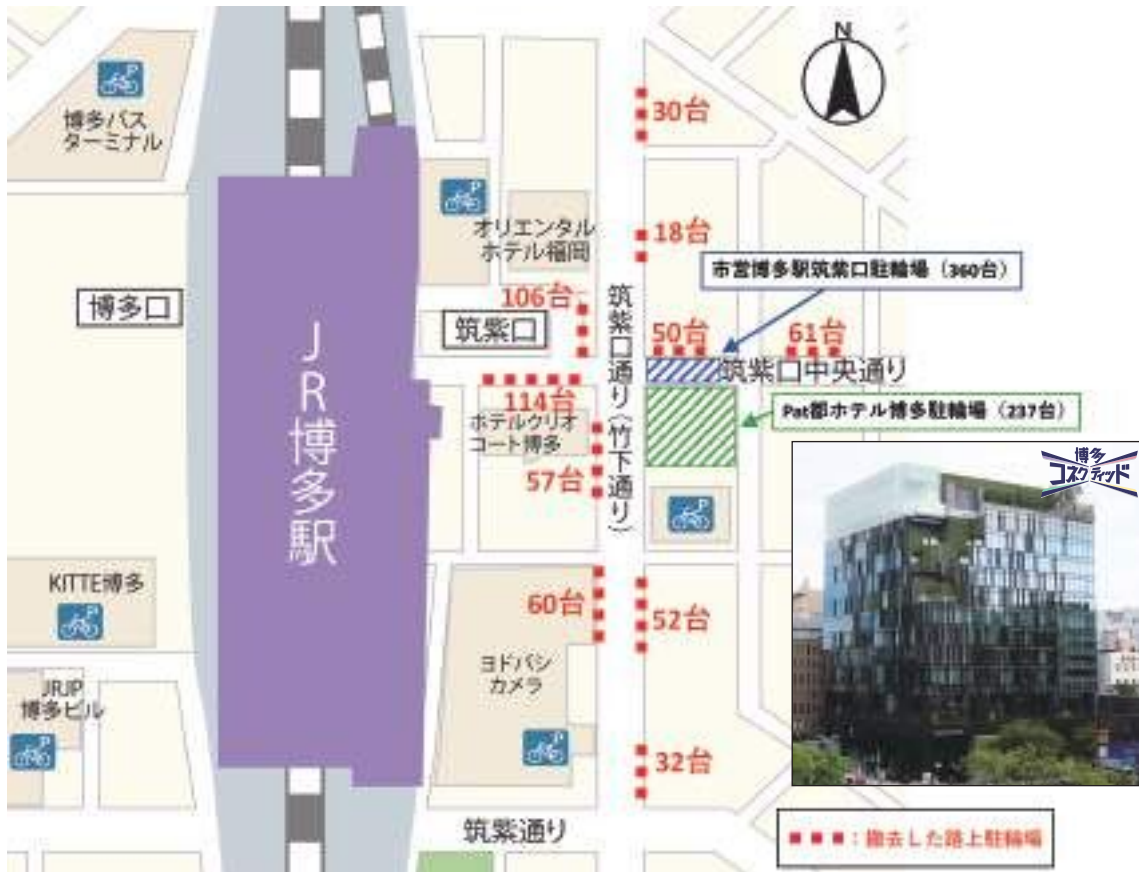 N
P
博多バス
ターミナル
30台
P
オリエンタル
ホテル福岡
18台
市営博多駅筑紫口駐輪場（360台）
博多口
106台
筑紫口
筑紫口通り(竹下通り)
50台
61台
筑紫口中央通り
JR博多駅
114台
ホテルクリオ
コート博多
Pat都ホテル博多駐輪場（237台）
57台
P
博多
コネクティッド
KITTE博多
P
60台
52台
ヨドバシ
カメラ
P
JRJP
博多ビル
P
32台
筑紫通り
：撤去した路上駐輪場